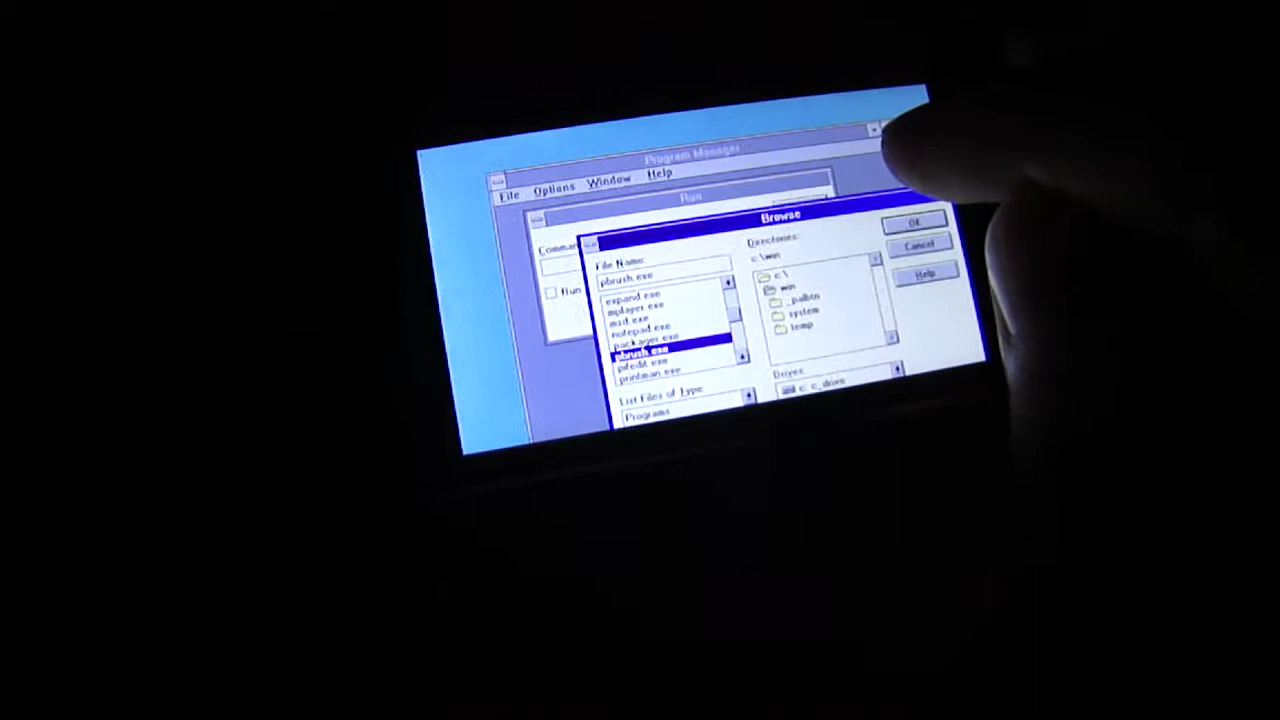 Program Manager
File Options Window Help
Run
Browse
Comman
Run
File Name:
pbrush.exe
expand.exe
mplayer.exe
msd.exe
notepad.exe
packager.exe
pbrush.exe
pifedit.exe
printman.exe
List Files of Type:
Programs
Directories:
c:\win
c:\
win
_palbtn
system
temp
Drives:
c: c_drive
OK
Cancel
Help